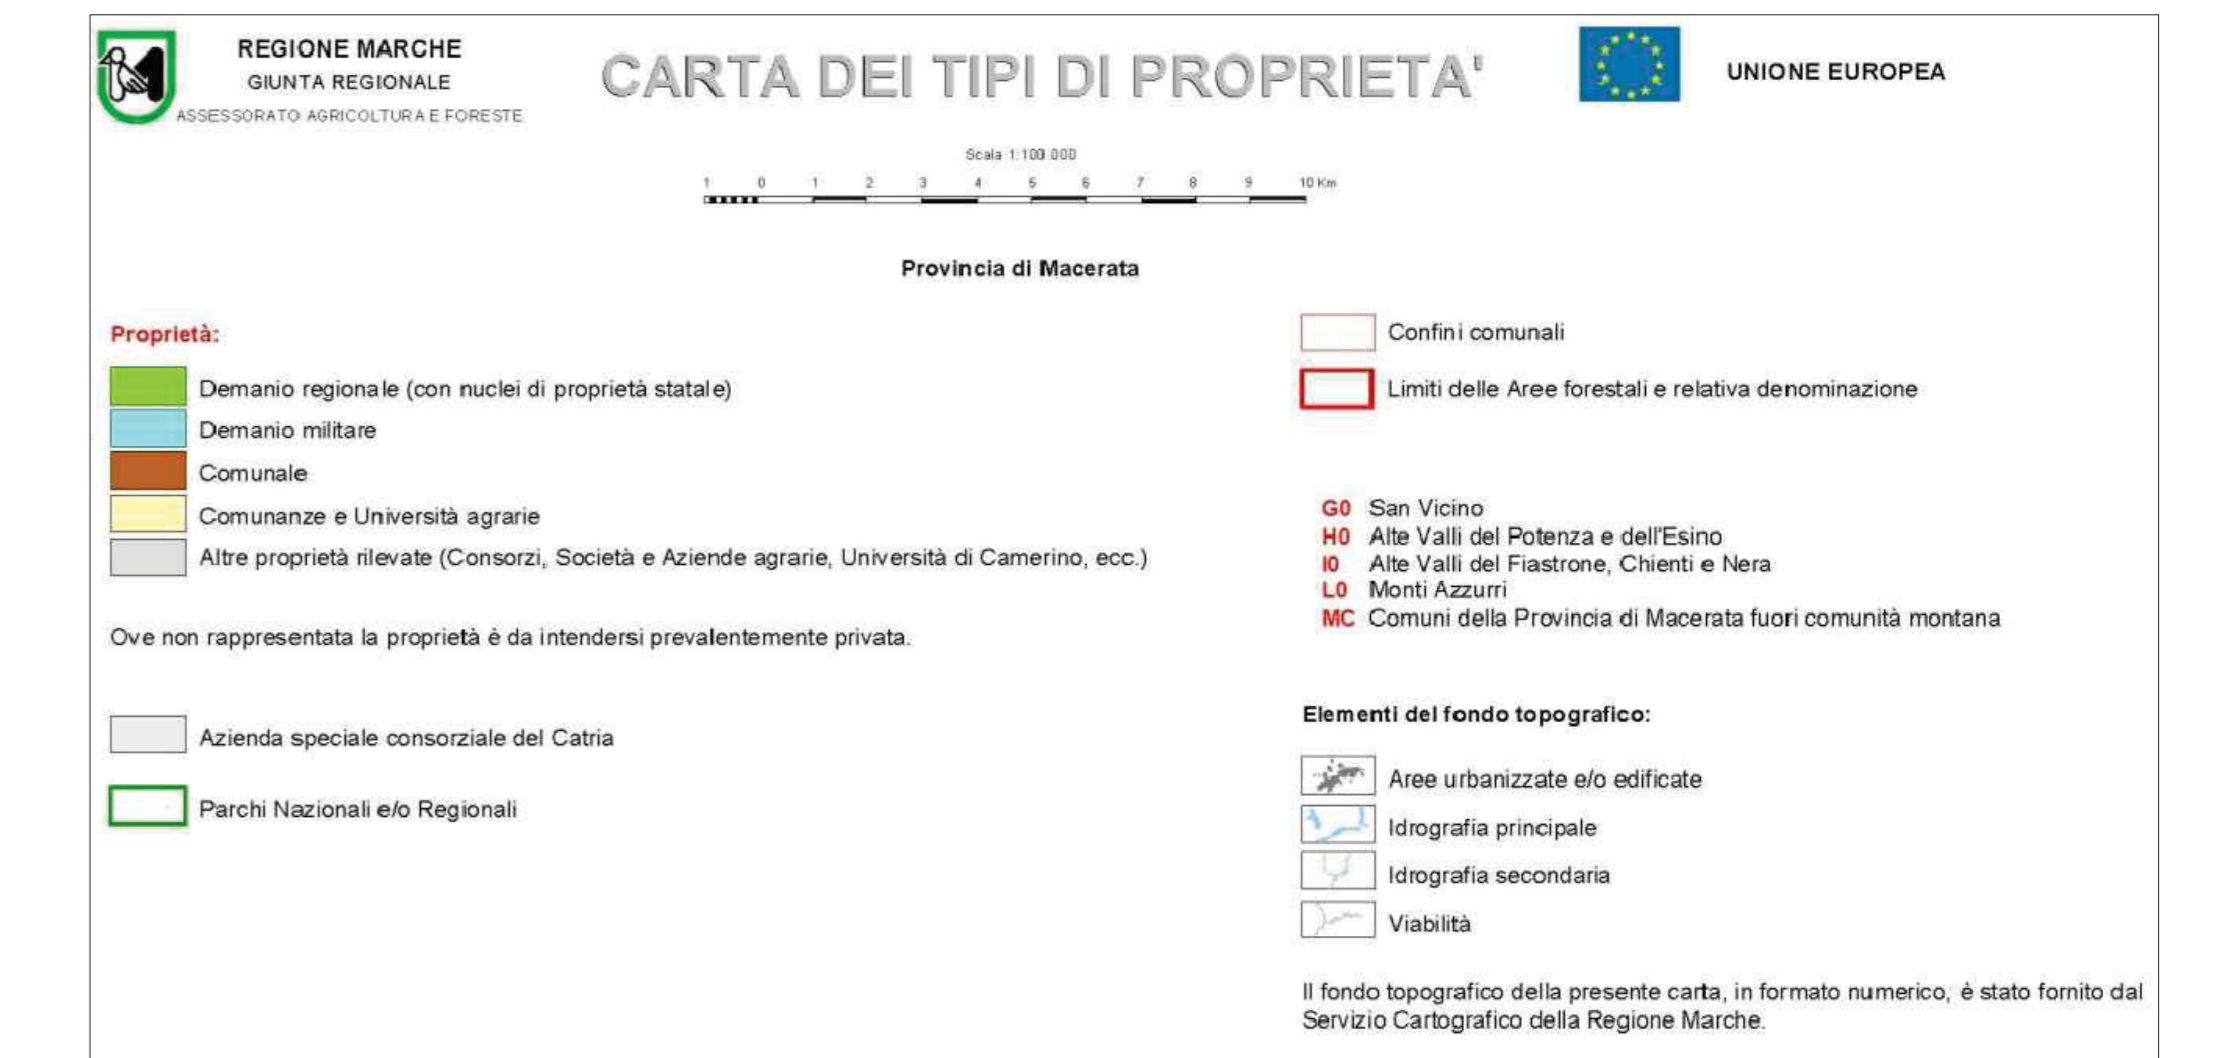 REGIONE MARCHE
GIUNTA REGIONALE
ASSESSORATO AGRICOLTURA E FORESTE
CARTA DEI TIPI DI PROPRIETA'
UNIONE EUROPEA
Scala 1:100.000
1 0 1 2 3 4 5 6 7 8 9 10 Km
Provincia di Macerata
Proprietà:
Demanio regionale (con nuclei di proprietà statale)
Demanio militare
Comunale
Comunanze e Università agrarie
Altre proprietà rilevate (Consorzi, Società e Aziende agrarie, Università di Camerino, ecc.)
Ove non rappresentata la proprietà è da intendersi prevalentemente privata.
Azienda speciale consorziale del Catria
Parchi Nazionali e/o Regionali
Confini comunali
Limiti delle Aree forestali e relativa denominazione
G0 San Vicino
H0 Alte Valli del Potenza e dell'Esino
I0 Alte Valli del Fiastrone, Chienti e Nera
L0 Monti Azzurri
MC Comuni della Provincia di Macerata fuori comunità montana
Elementi del fondo topografico:
Aree urbanizzate e/o edificate
Idrografia principale
Idrografia secondaria
Viabilità
Il fondo topografico della presente carta, in formato numerico, è stato fornito dal
Servizio Cartografico della Regione Marche.